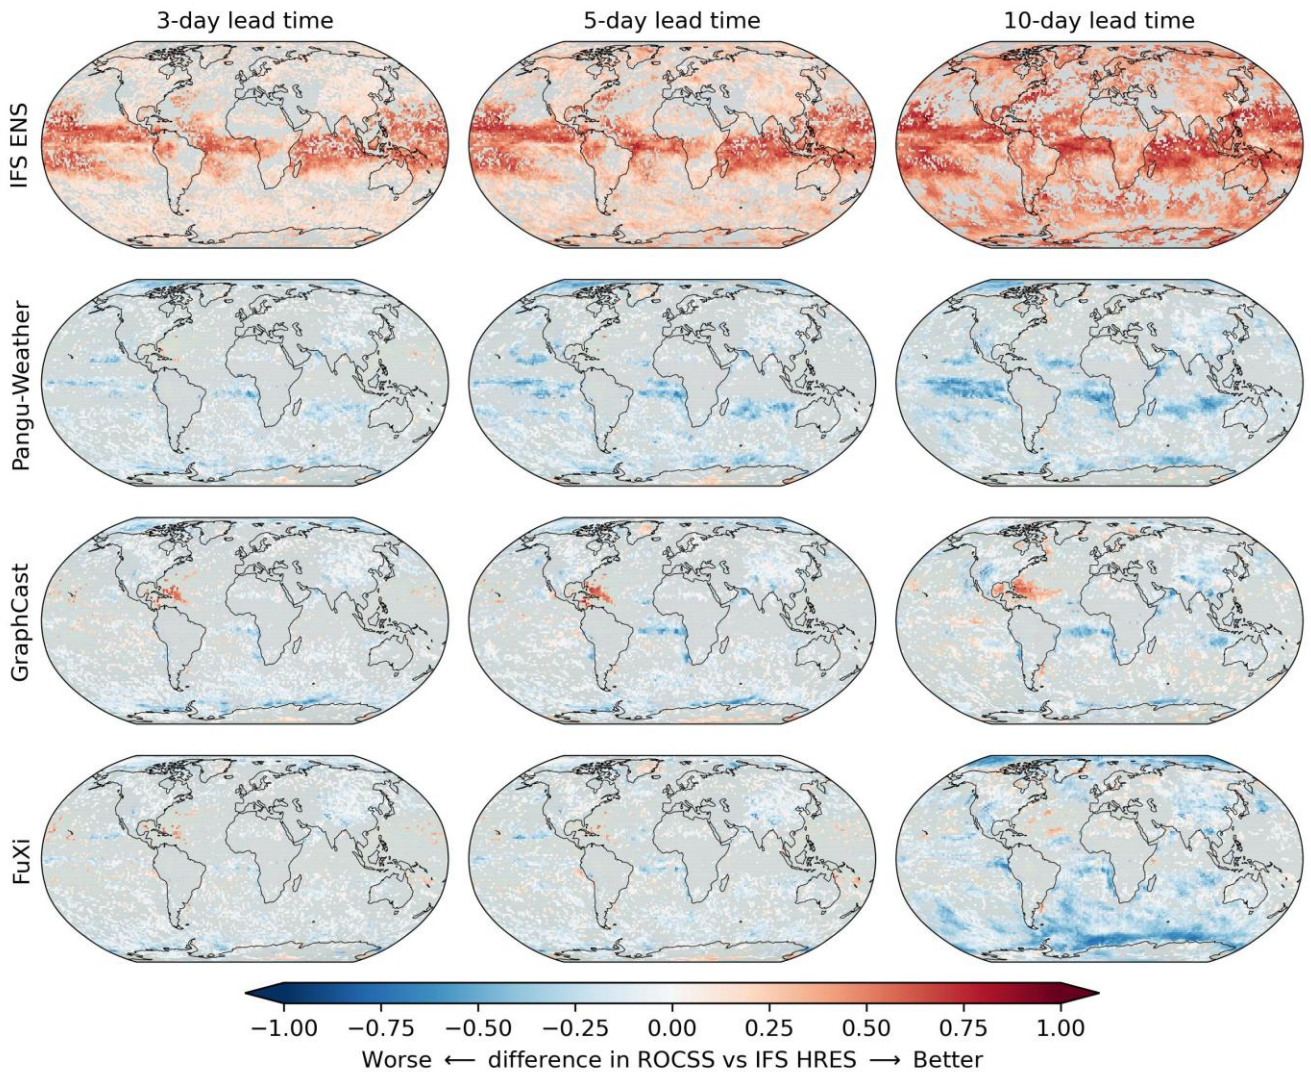 3-day lead time
5-day lead time
10-day lead time
IFS ENS
Pangu-Weather
GraphCast
FuXi
−1.00 −0.75 −0.50 −0.25 0.00 0.25 0.50 0.75 1.00
Worse ← difference in ROCSS vs IFS HRES → Better